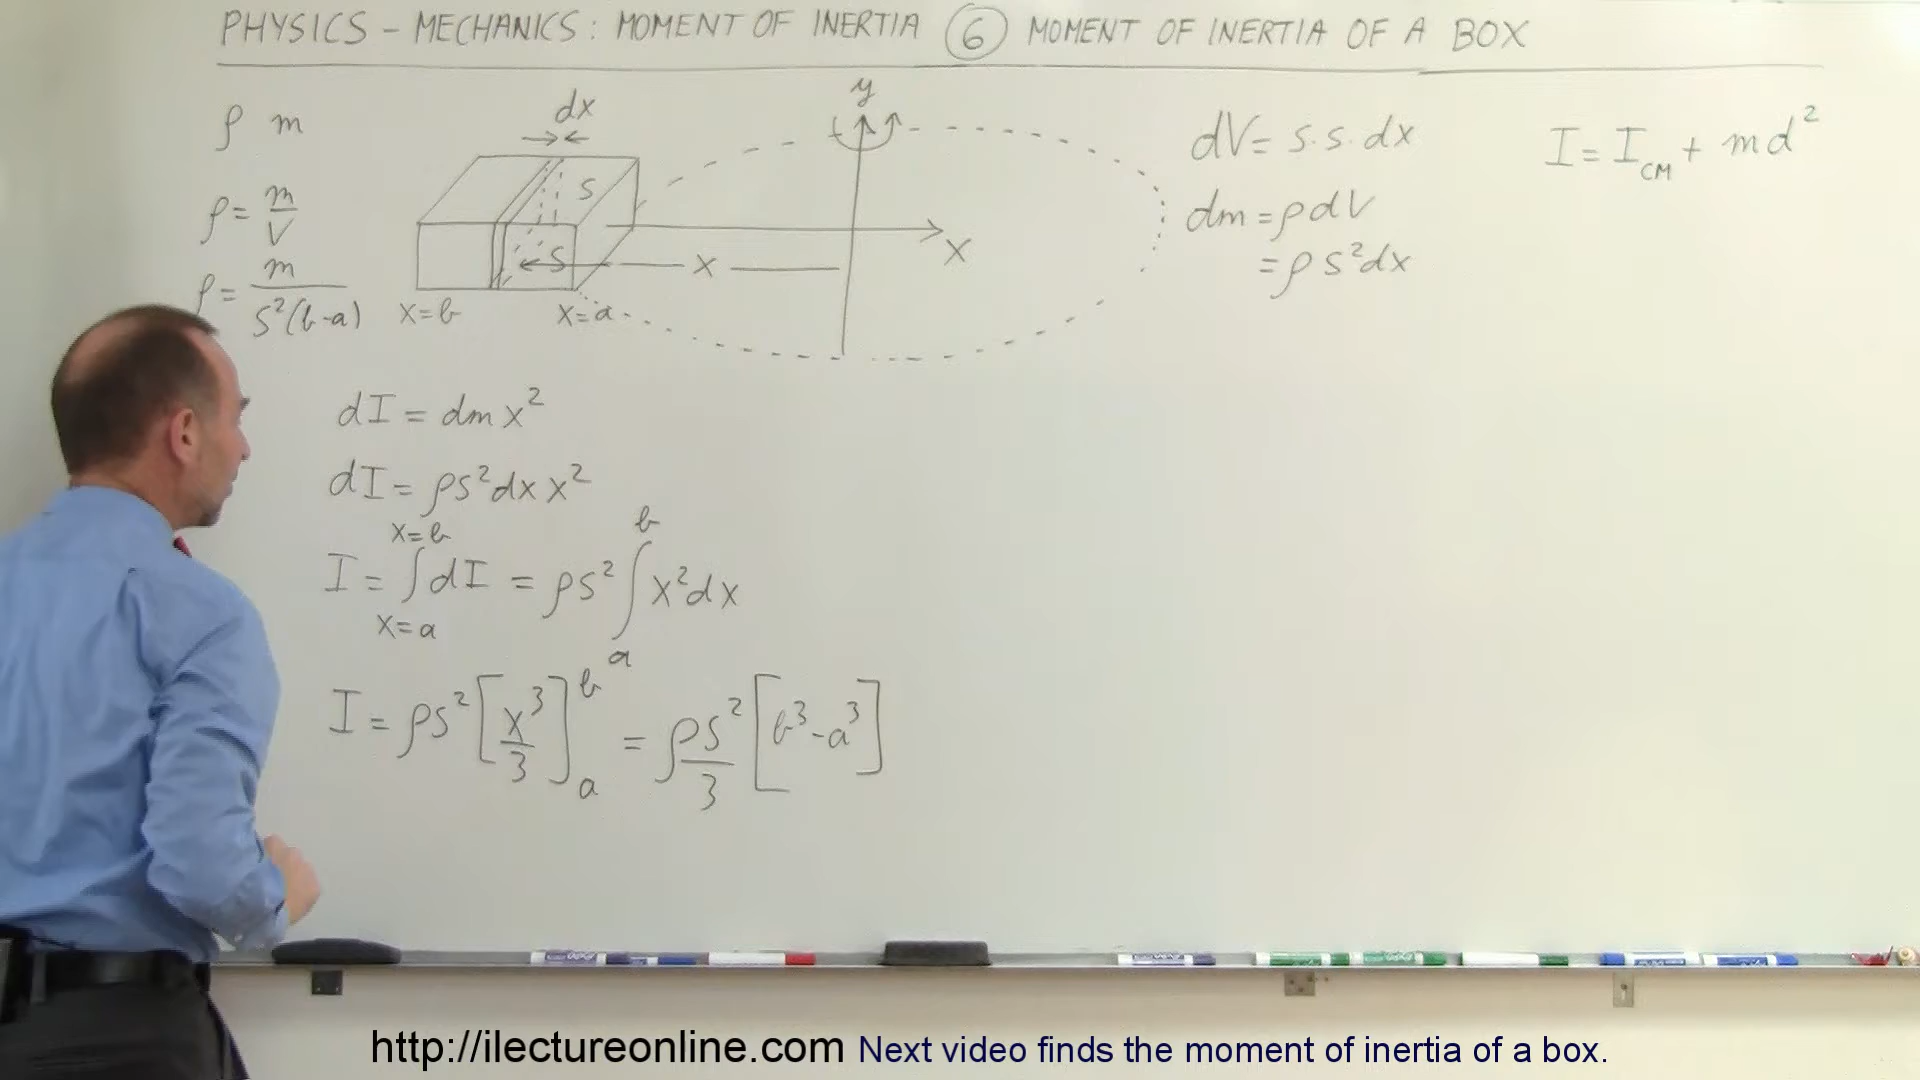 PHYSICS - MECHANICS: MOMENT OF INERTIA ⑥ MOMENT OF INERTIA OF A BOX
ρ m
ρ = m/V
ρ = m/S²(b-a)
dx
S
S
x=b
x=a
x
y
X
dV = S.S.dx
dm = ρdV
= ρS²dx
I = I_CM + md²
dI = dm x²
dI = ρS²dx x²
I = ∫_{x=a}^{x=b} dI = ρS² ∫_a^b x²dx
I = ρS² [x³/3]_a^b = ρS²/3 [b³-a³]
http://ilectureonline.com Next video finds the moment of inertia of a box.